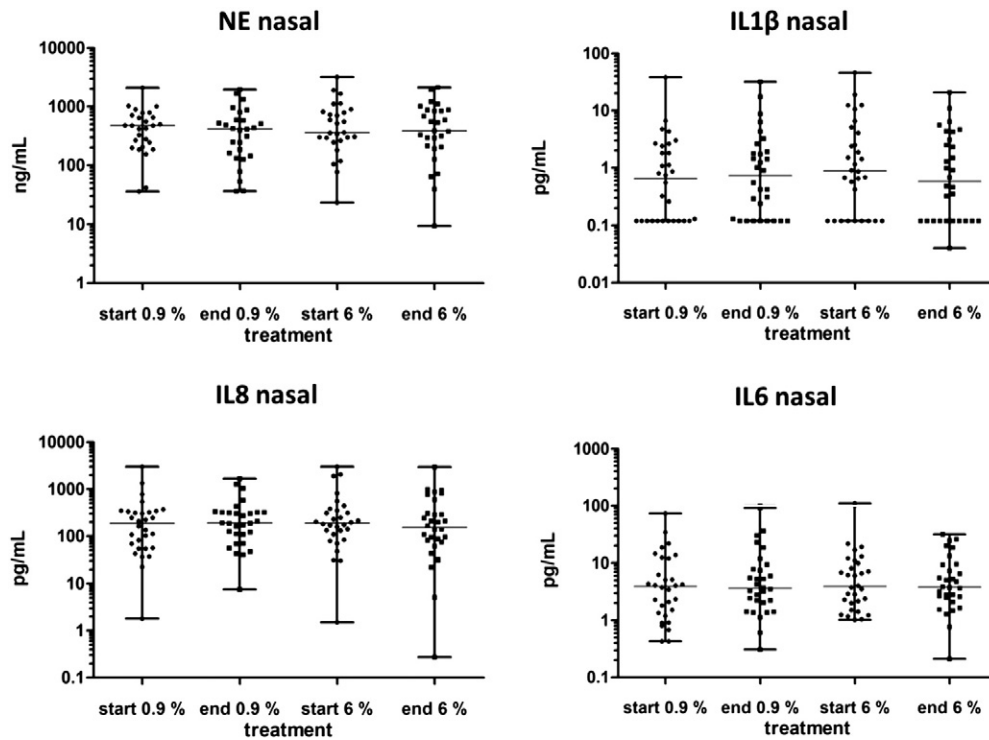 NE nasal
10000
1000
100
10
1
ng/mL
start 0.9 % end 0.9 % start 6 % end 6 %
treatment
IL1β nasal
100
10
1
0.1
0.01
pg/mL
start 0.9 % end 0.9 % start 6 % end 6 %
treatment
IL8 nasal
10000
1000
100
10
1
0.1
pg/mL
start 0.9 % end 0.9 % start 6 % end 6 %
treatment
IL6 nasal
1000
100
10
1
0.1
pg/mL
start 0.9 % end 0.9 % start 6 % end 6 %
treatment